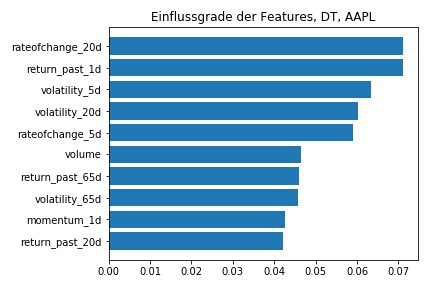 Einflussgrade der Features, DT, AAPL
rateofchange_20d
return_past_1d
volatility_5d
volatility_20d
rateofchange_5d
volume
return_past_65d
volatility_65d
momentum_1d
return_past_20d
0.00 0.01 0.02 0.03 0.04 0.05 0.06 0.07